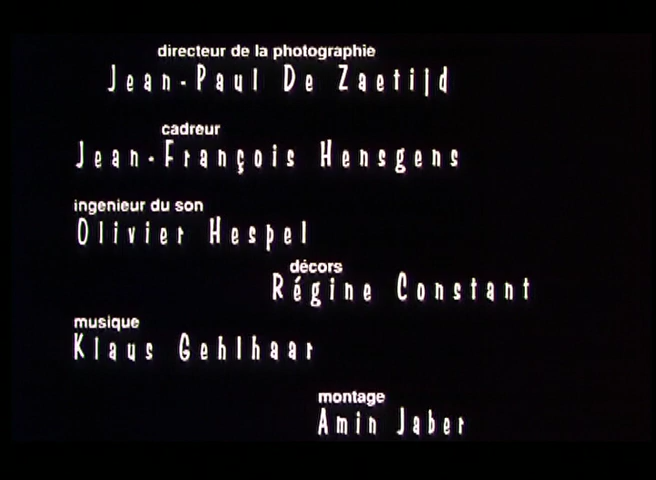 directeur de la photographie
Jean-Paul De Zaetijd
cadreur
Jean-François Hensgens
ingenieur du son
Olivier Hespel
décors
Régine Constant
musique
Klaus Gehlhaar
montage
Amin Jaber